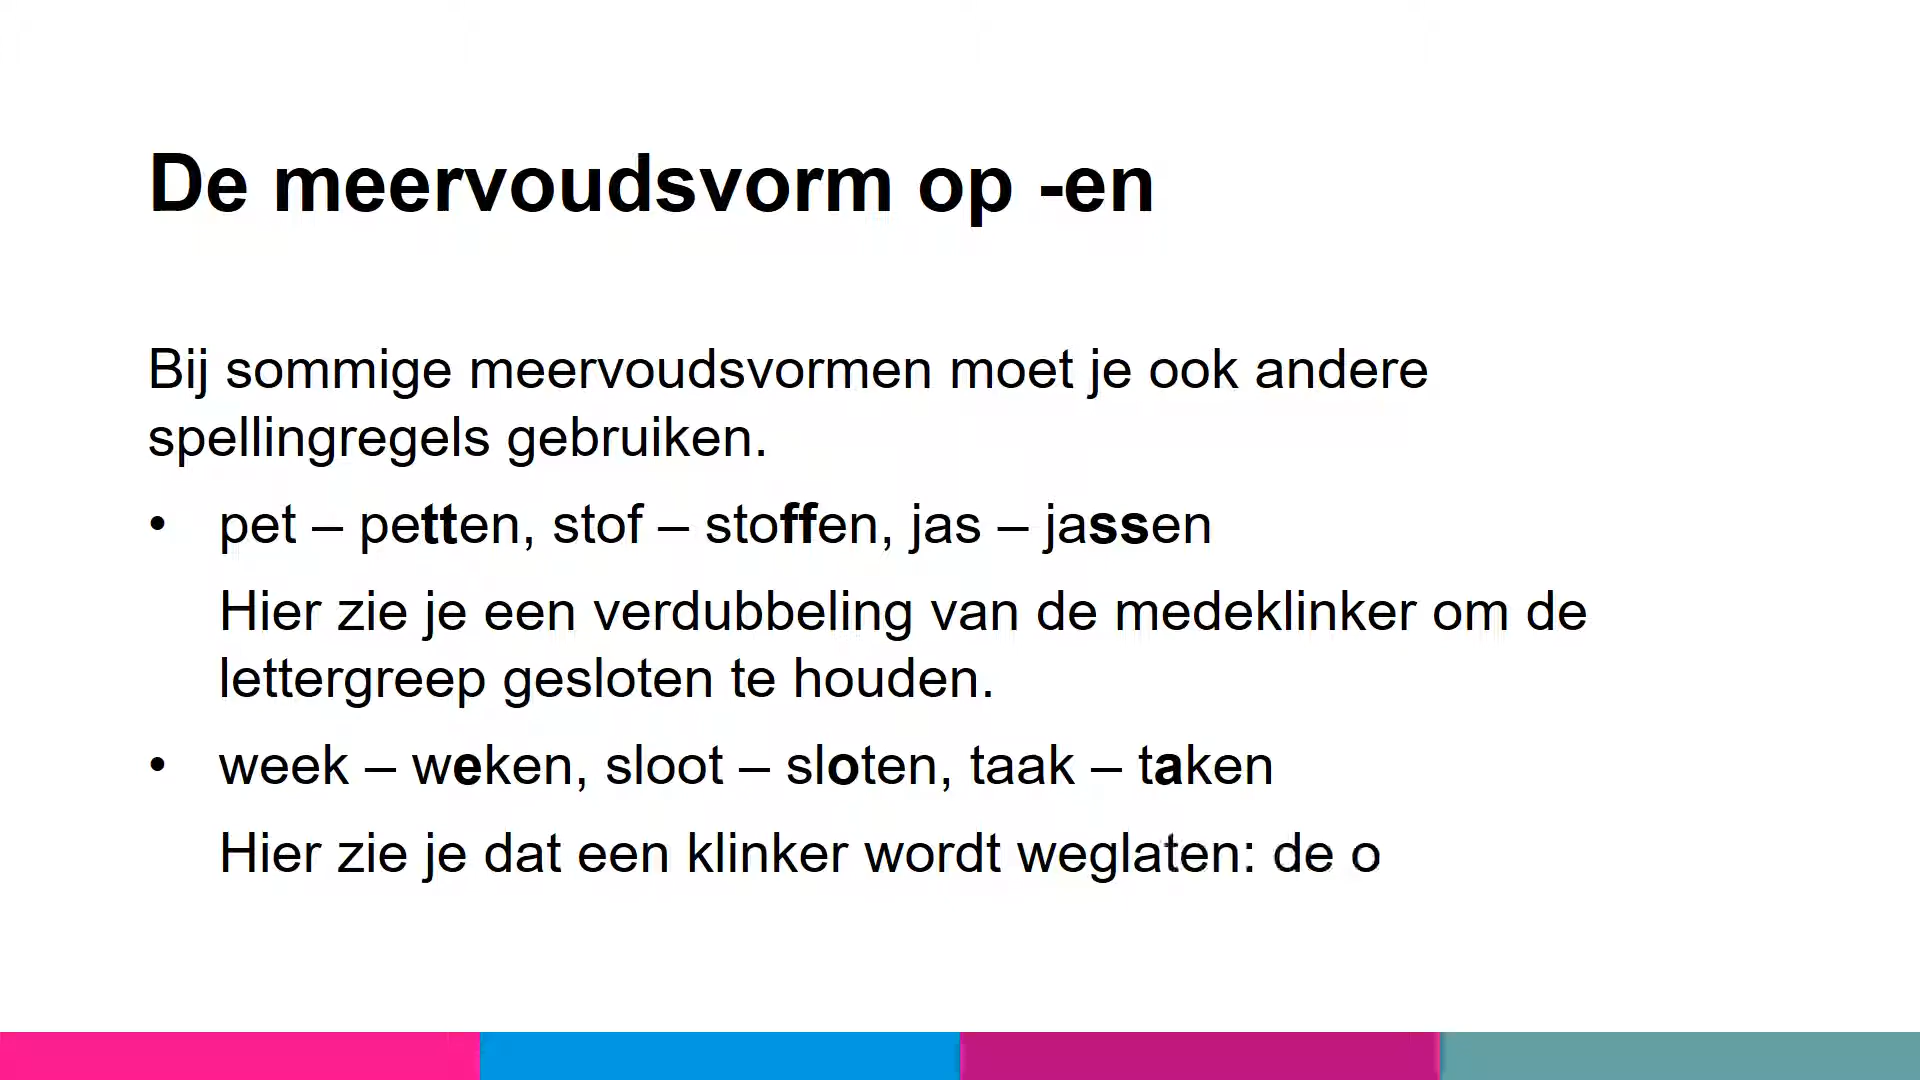 De meervoudsvorm op -en
Bij sommige meervoudsvormen moet je ook andere
spellingregels gebruiken.
• pet – petten, stof – stoffen, jas – jassen
Hier zie je een verdubbeling van de medeklinker om de
lettergreep gesloten te houden.
• week – weken, sloot – sloten, taak – taken
Hier zie je dat een klinker wordt weglaten: de o